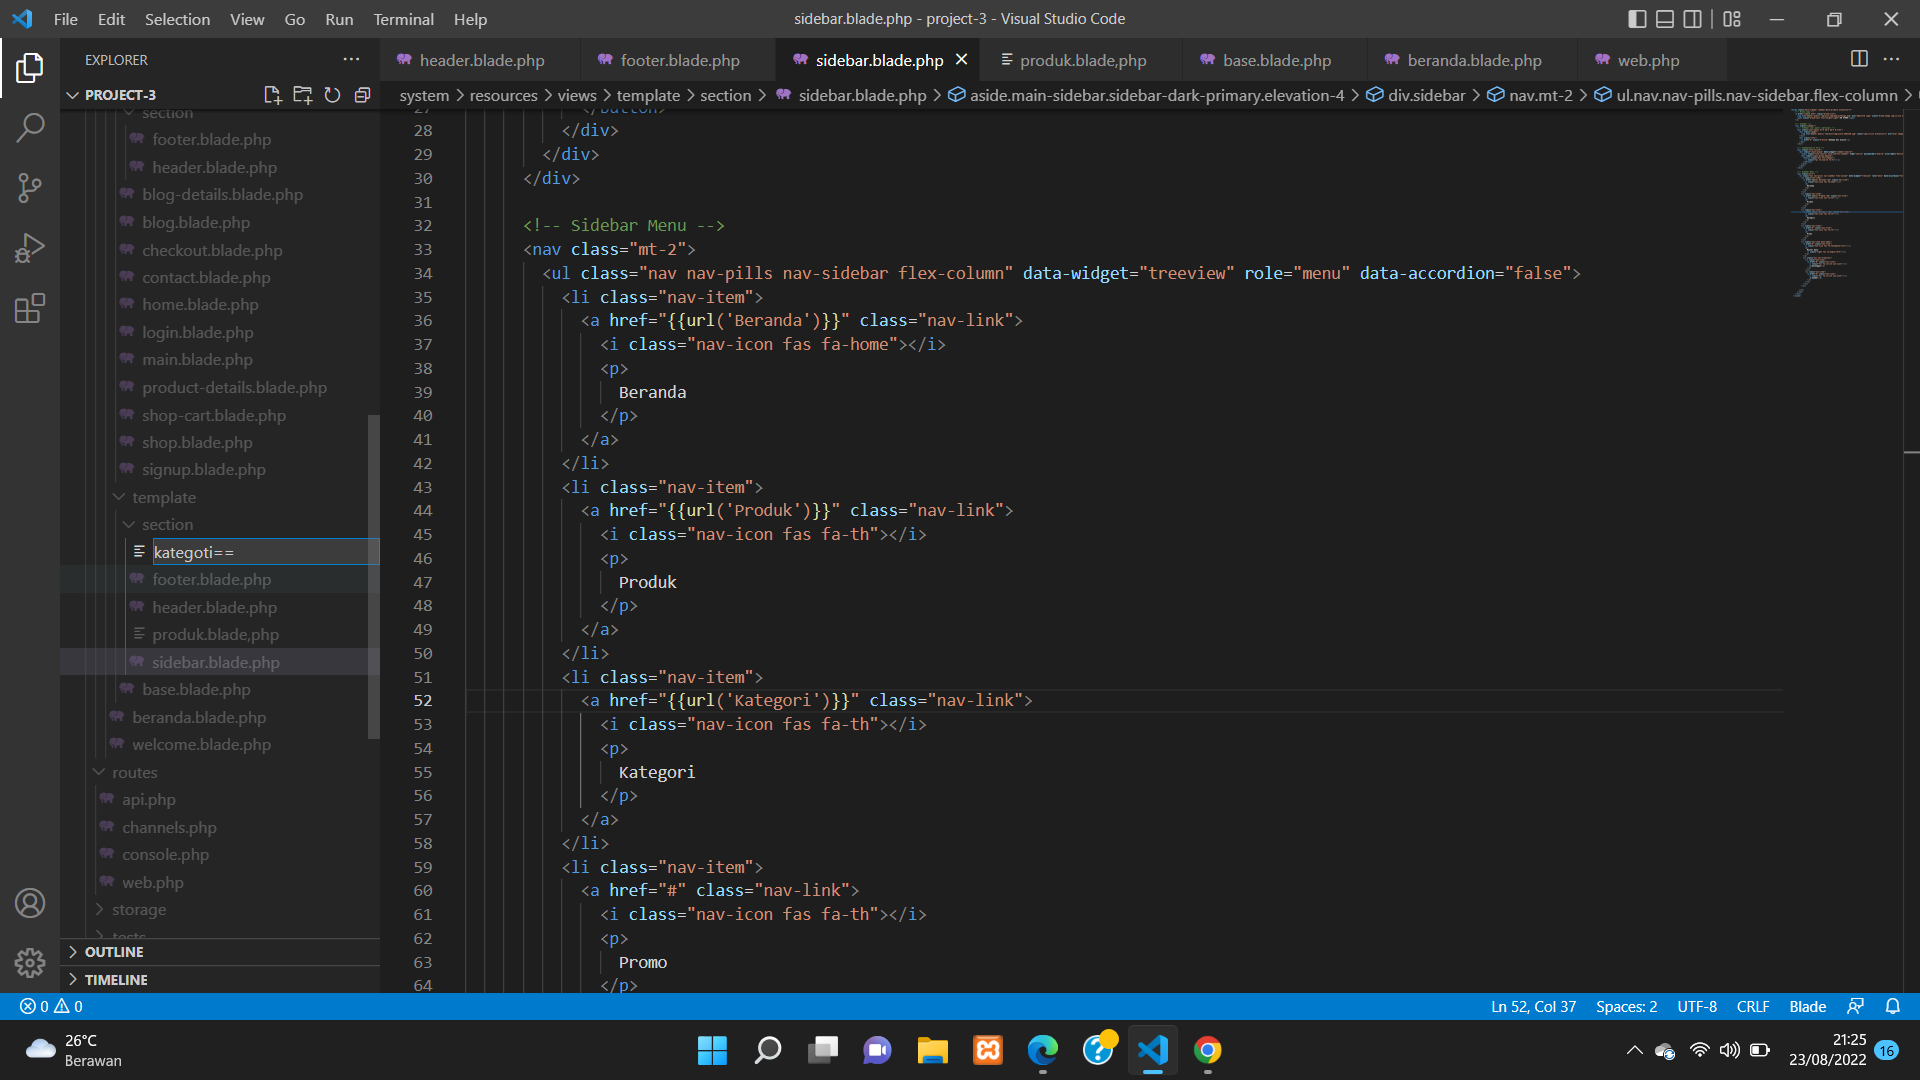 File Edit Selection View Go Run Terminal Help
sidebar.blade.php - project-3 - Visual Studio Code
EXPLORER
header.blade.php
footer.blade.php
sidebar.blade.php
produk.blade,php
base.blade.php
beranda.blade.php
web.php
PROJECT-3
system > resources > views > template > section > sidebar.blade.php > aside.main-sidebar.sidebar-dark-primary.elevation-4 > div.sidebar > nav.mt-2 > ul.nav.nav-pills.nav-sidebar.flex-column >
section
footer.blade.php
header.blade.php
blog-details.blade.php
blog.blade.php
checkout.blade.php
contact.blade.php
home.blade.php
login.blade.php
main.blade.php
product-details.blade.php
shop-cart.blade.php
shop.blade.php
signup.blade.php
template
section
kategoti==
footer.blade.php
header.blade.php
produk.blade,php
sidebar.blade.php
base.blade.php
beranda.blade.php
welcome.blade.php
routes
api.php
channels.php
console.php
web.php
storage
tests
OUTLINE
TIMELINE
27 </button>
28 </div>
29 </div>
30 </div>
31
32 <!-- Sidebar Menu -->
33 <nav class="mt-2">
34 <ul class="nav nav-pills nav-sidebar flex-column" data-widget="treeview" role="menu" data-accordion="false">
35 <li class="nav-item">
36 <a href="{{url('Beranda')}}" class="nav-link">
37 <i class="nav-icon fas fa-home"></i>
38 <p>
39 Beranda
40 </p>
41 </a>
42 </li>
43 <li class="nav-item">
44 <a href="{{url('Produk')}}" class="nav-link">
45 <i class="nav-icon fas fa-th"></i>
46 <p>
47 Produk
48 </p>
49 </a>
50 </li>
51 <li class="nav-item">
52 <a href="{{url('Kategori')}}" class="nav-link">
53 <i class="nav-icon fas fa-th"></i>
54 <p>
55 Kategori
56 </p>
57 </a>
58 </li>
59 <li class="nav-item">
60 <a href="#" class="nav-link">
61 <i class="nav-icon fas fa-th"></i>
62 <p>
63 Promo
64 </p>
0 0
Ln 52, Col 37 Spaces: 2 UTF-8 CRLF Blade
26°C
Berawan
21:25
23/08/2022
16